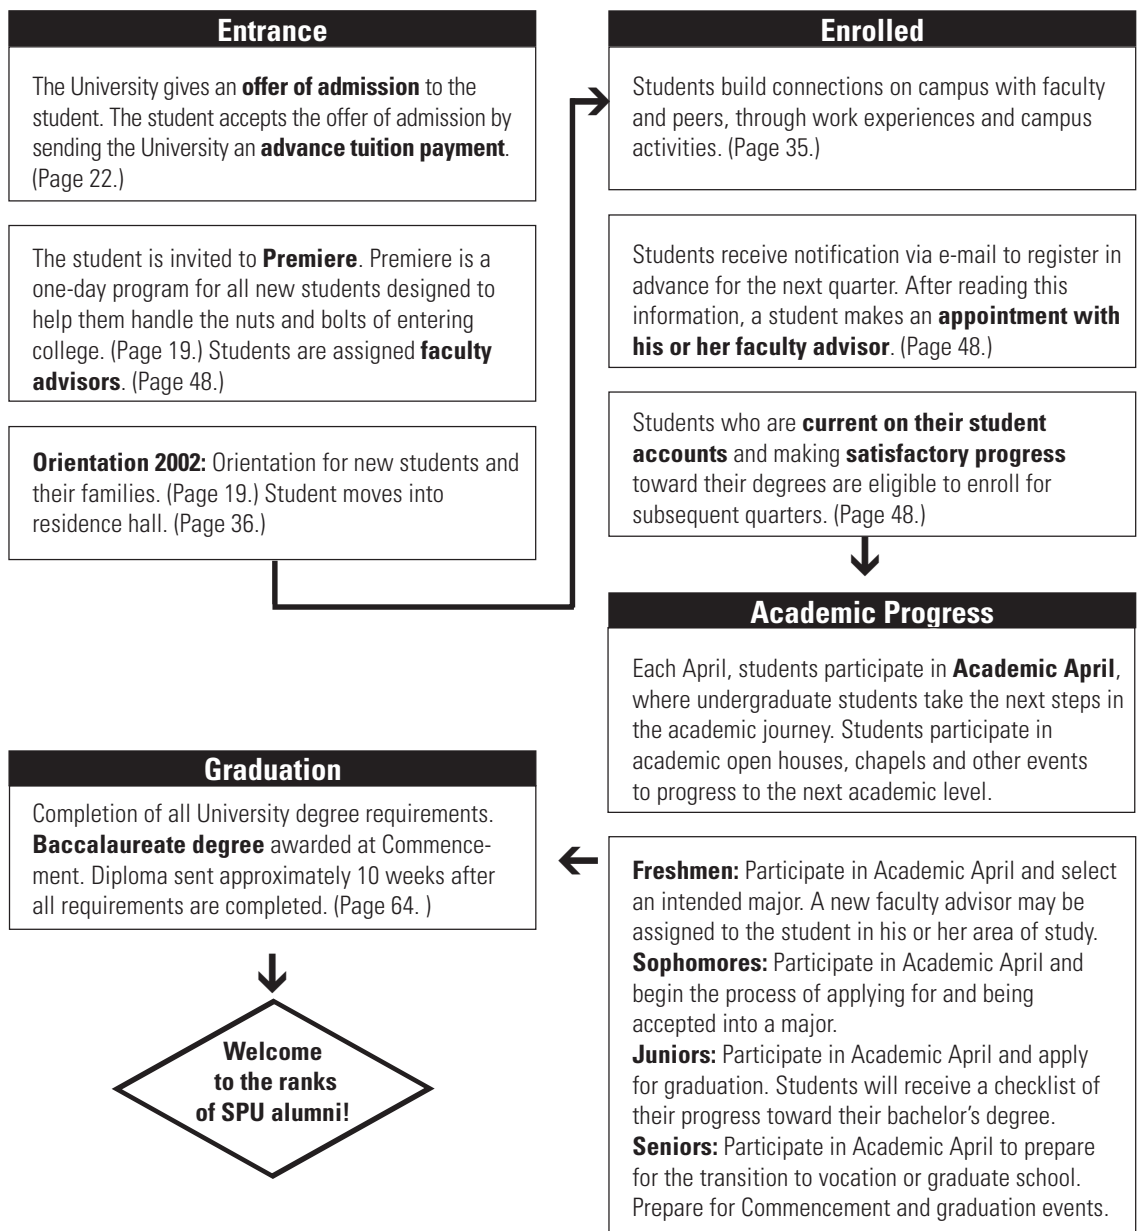 Entrance
The University gives an offer of admission to the
student. The student accepts the offer of admission by
sending the University an advance tuition payment.
(Page 22.)
The student is invited to Premiere. Premiere is a
one-day program for all new students designed to
help them handle the nuts and bolts of entering
college. (Page 19.) Students are assigned faculty
advisors. (Page 48.)
Orientation 2002: Orientation for new students and
their families. (Page 19.) Student moves into
residence hall. (Page 36.)
Enrolled
Students build connections on campus with faculty
and peers, through work experiences and campus
activities. (Page 35.)
Students receive notification via e-mail to register in
advance for the next quarter. After reading this
information, a student makes an appointment with
his or her faculty advisor. (Page 48.)
Students who are current on their student
accounts and making satisfactory progress
toward their degrees are eligible to enroll for
subsequent quarters. (Page 48.)
Academic Progress
Each April, students participate in Academic April,
where undergraduate students take the next steps in
the academic journey. Students participate in
academic open houses, chapels and other events
to progress to the next academic level.
Freshmen: Participate in Academic April and select
an intended major. A new faculty advisor may be
assigned to the student in his or her area of study.
Sophomores: Participate in Academic April and
begin the process of applying for and being
accepted into a major.
Juniors: Participate in Academic April and apply
for graduation. Students will receive a checklist of
their progress toward their bachelor's degree.
Seniors: Participate in Academic April to prepare
for the transition to vocation or graduate school.
Prepare for Commencement and graduation events.
Graduation
Completion of all University degree requirements.
Baccalaureate degree awarded at Commence-
ment. Diploma sent approximately 10 weeks after
all requirements are completed. (Page 64. )
Welcome
to the ranks
of SPU alumni!